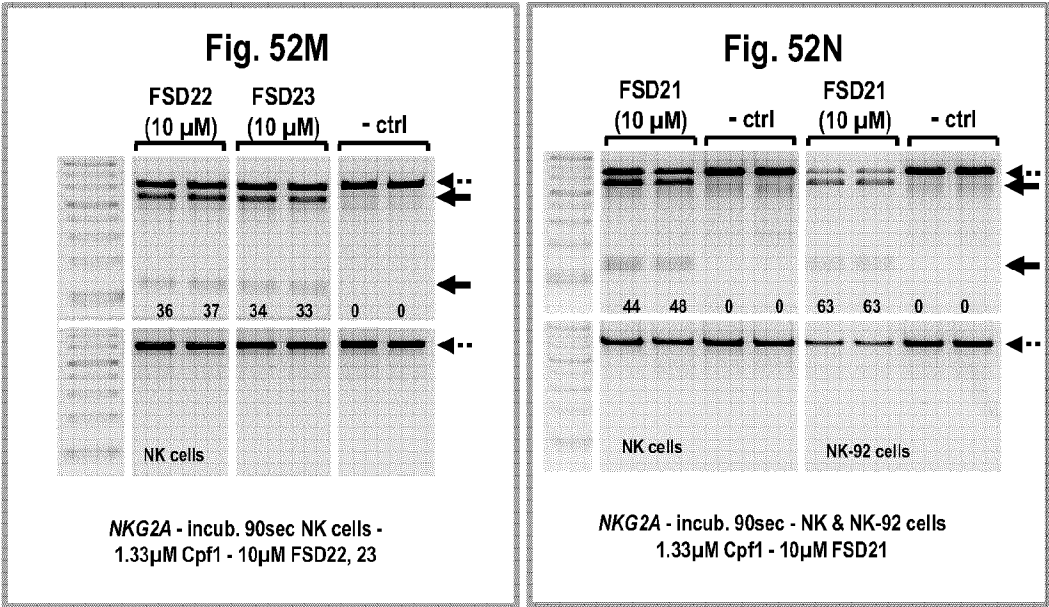 Fig. 52M
FSD22
(10 µM)
FSD23
(10 µM)
- ctrl
36 37 34 33 0 0
NK cells
NKG2A - incub. 90sec NK cells -
1.33µM Cpf1 - 10µM FSD22, 23
Fig. 52N
FSD21
(10 µM)
- ctrl
FSD21
(10 µM)
- ctrl
44 48 0 0 63 63 0 0
NK cells
NK-92 cells
NKG2A - incub. 90sec - NK & NK-92 cells
1.33µM Cpf1 - 10µM FSD21